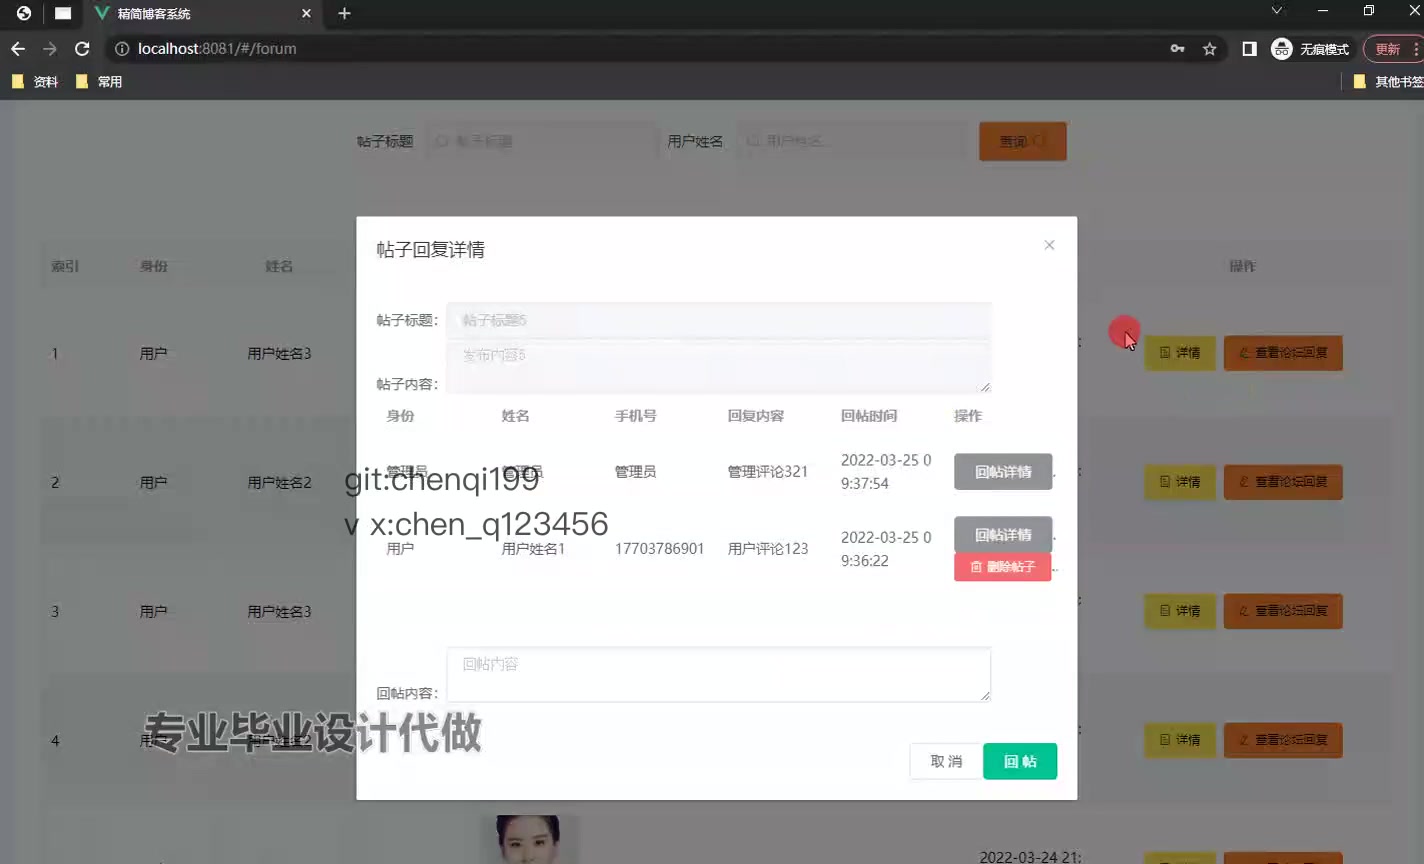 精简博客系统
localhost:8081/#/forum
无痕模式
更新
资料
常用
其他书签
帖子标题
帖子标题
用户姓名
用户姓名
查询
索引
身份
姓名
操作
1
用户
用户姓名3
详情
查看论坛回复
2
用户
用户姓名2
详情
查看论坛回复
3
用户
用户姓名3
详情
查看论坛回复
4
用户姓名2
详情
查看论坛回复
2022-03-24 21:
帖子回复详情
帖子标题:
帖子标题5
帖子内容:
发布内容5
身份
姓名
手机号
回复内容
回帖时间
操作
管理员
管理员
管理员
管理评论321
2022-03-25 0
9:37:54
回帖详情
用户
用户姓名1
17703786901
用户评论123
2022-03-25 0
9:36:22
回帖详情
删除帖子
回帖内容:
回帖内容
取消
回帖
git:chenqi199
v x:chen_q123456
专业毕业设计代做